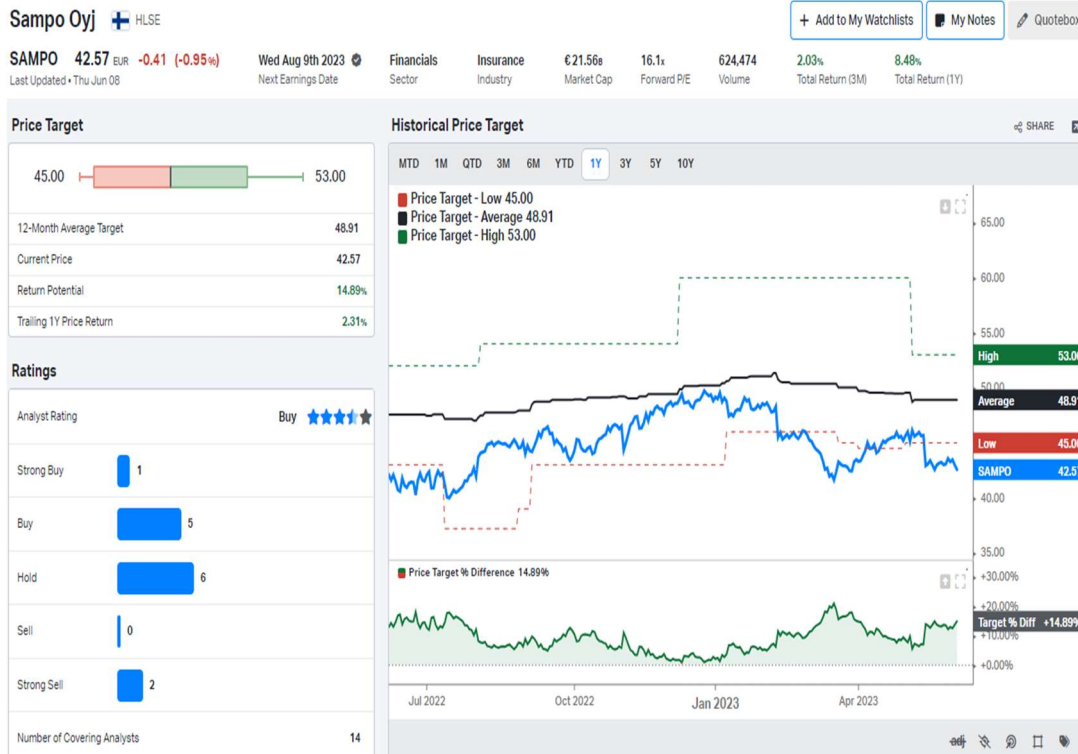 Sampo Oyj HLSE
+ Add to My Watchlists
My Notes
Quotebox
SAMPO 42.57 EUR -0.41 (-0.95%)
Last Updated • Thu Jun 08
Wed Aug 9th 2023
Next Earnings Date
Financials
Sector
Insurance
Industry
€21.56B
Market Cap
16.1x
Forward P/E
624,474
Volume
2.03%
Total Return (3M)
8.48%
Total Return (1Y)
Price Target
45.00 53.00
12-Month Average Target 48.91
Current Price 42.57
Return Potential 14.89%
Trailing 1Y Price Return 2.31%
Ratings
Analyst Rating Buy
Strong Buy 1
Buy 5
Hold 6
Sell 0
Strong Sell 2
Number of Covering Analysts 14
Historical Price Target
SHARE
MTD 1M QTD 3M 6M YTD 1Y 3Y 5Y 10Y
Price Target - Low 45.00
Price Target - Average 48.91
Price Target - High 53.00
65.00
60.00
55.00
High 53.00
50.00
Average 48.91
Low 45.00
SAMPO 42.57
40.00
35.00
Price Target % Difference 14.89%
+30.00%
+20.00%
Target % Diff +14.89%
+10.00%
+0.00%
Jul 2022 Oct 2022 Jan 2023 Apr 2023
adj